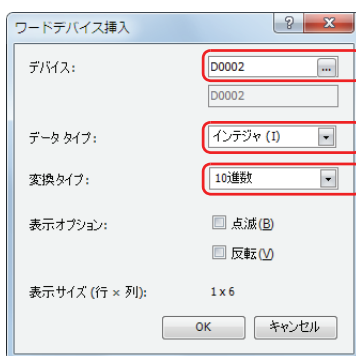 ワードデバイス挿入
デバイス: D0002 ...
D0002
データ タイプ: インテジャ (I)
変換タイプ: 10進数
表示オプション: 点滅(B)
反転(V)
表示サイズ (行 × 列): 1 x 6
OK キャンセル